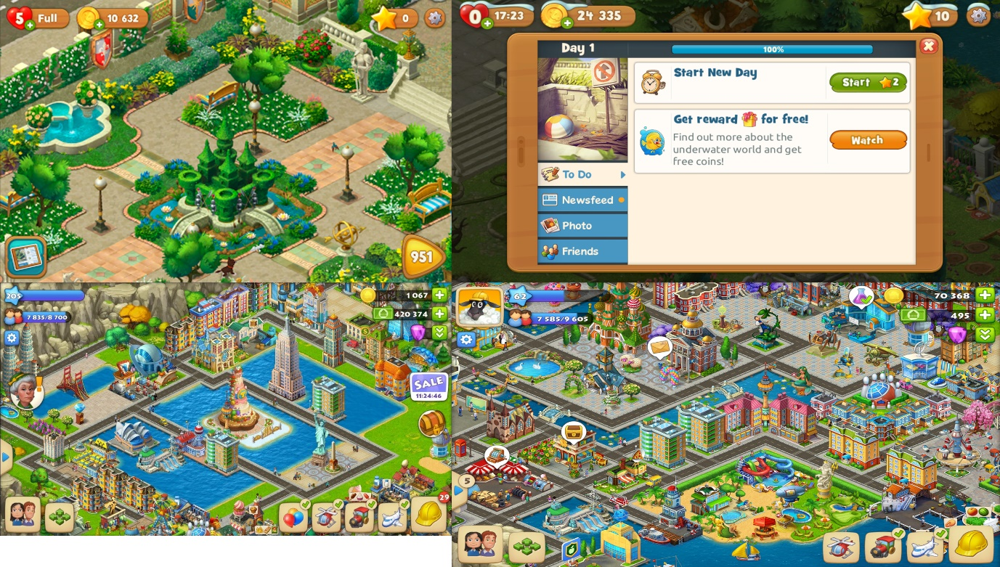 5 Full
10 632
0
951
0 17:23
24 335
10
Day 1
100%
Start New Day
Start 2
Get reward for free!
Find out more about the
underwater world and get
free coins!
Watch
To Do
Newsfeed
Photo
Friends
205
1 067
7 835/8 700
420 374
SALE
11:24:46
29
62
70 368
7 585/9 605
495
5